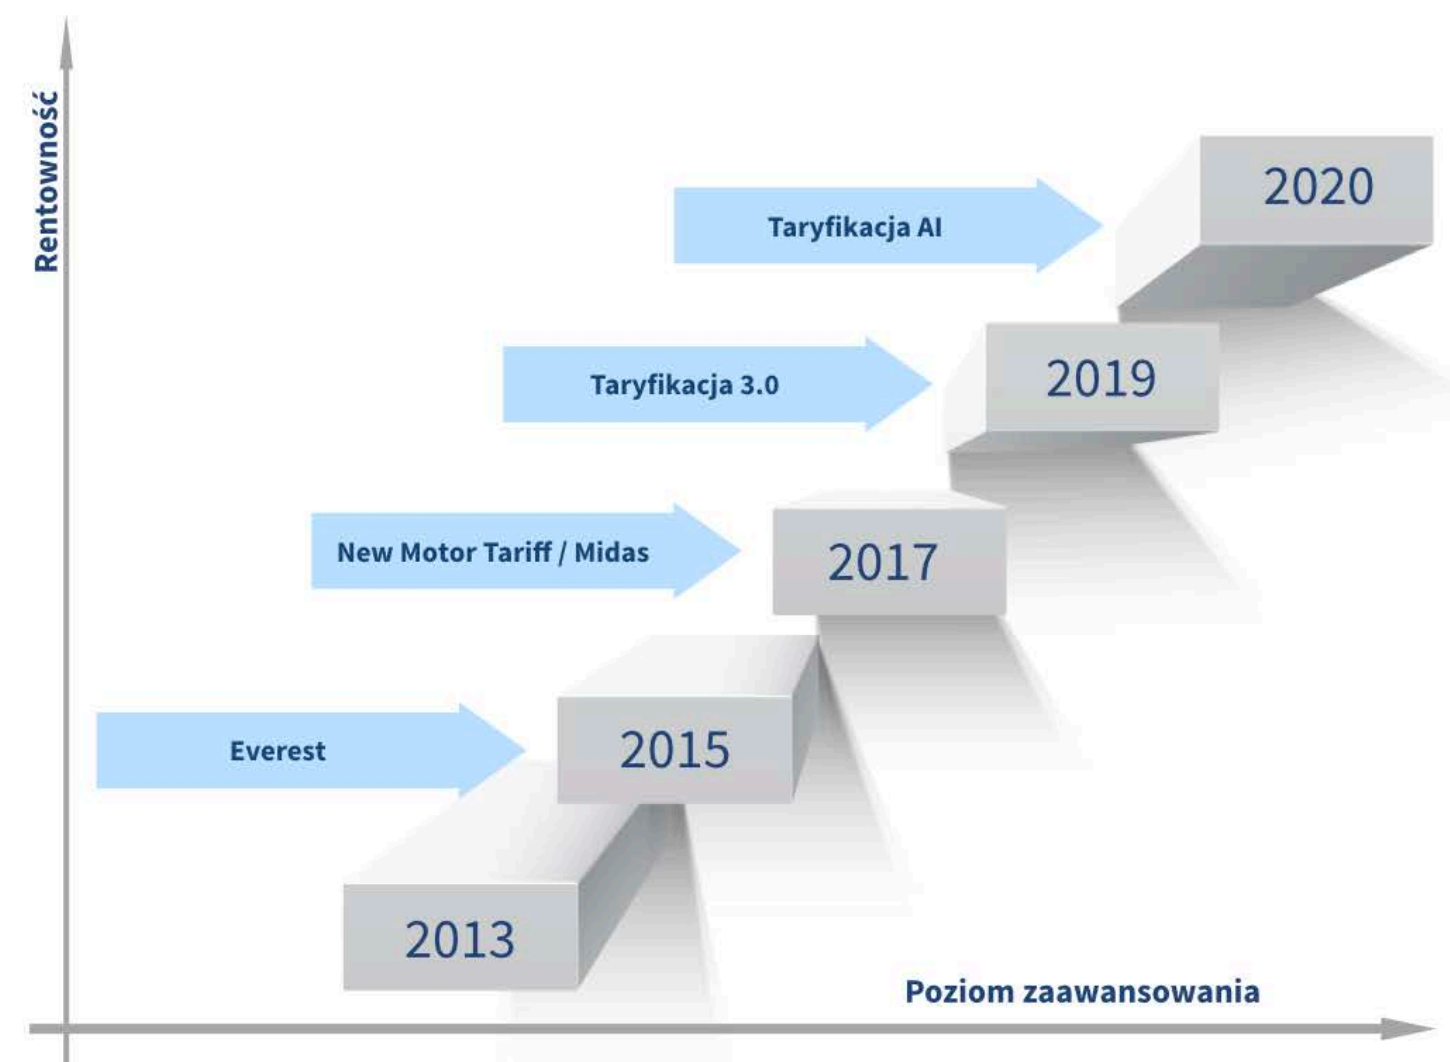 Rentowność
2020
Taryfikacja AI
2019
Taryfikacja 3.0
2017
New Motor Tariff / Midas
2015
Everest
2013
Poziom zaawansowania